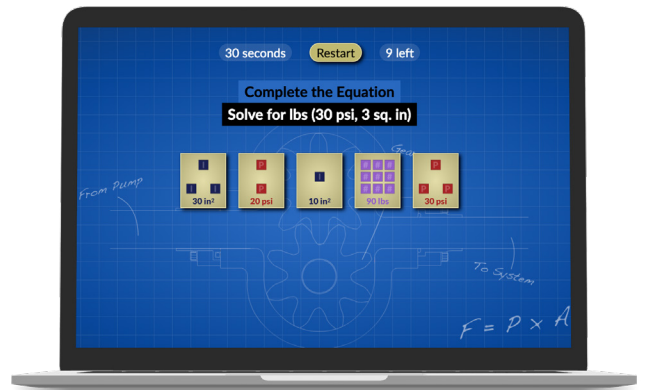 30 seconds Restart 9 left
Complete the Equation
Solve for lbs (30 psi, 3 sq. in)
I P I # # # P
# # #
I I P # # # P P
30 in² 20 psi 10 in² 90 lbs 30 psi
Gear
From Pump
To System
F = P × A